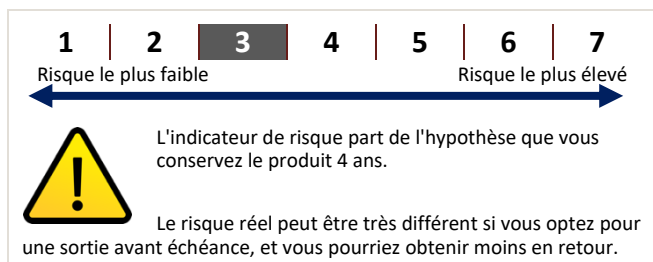 1 2 3 4 5 6 7
Risque le plus faible Risque le plus élevé
L'indicateur de risque part de l'hypothèse que vous
conservez le produit 4 ans.
Le risque réel peut être très différent si vous optez pour
une sortie avant échéance, et vous pourriez obtenir moins en retour.